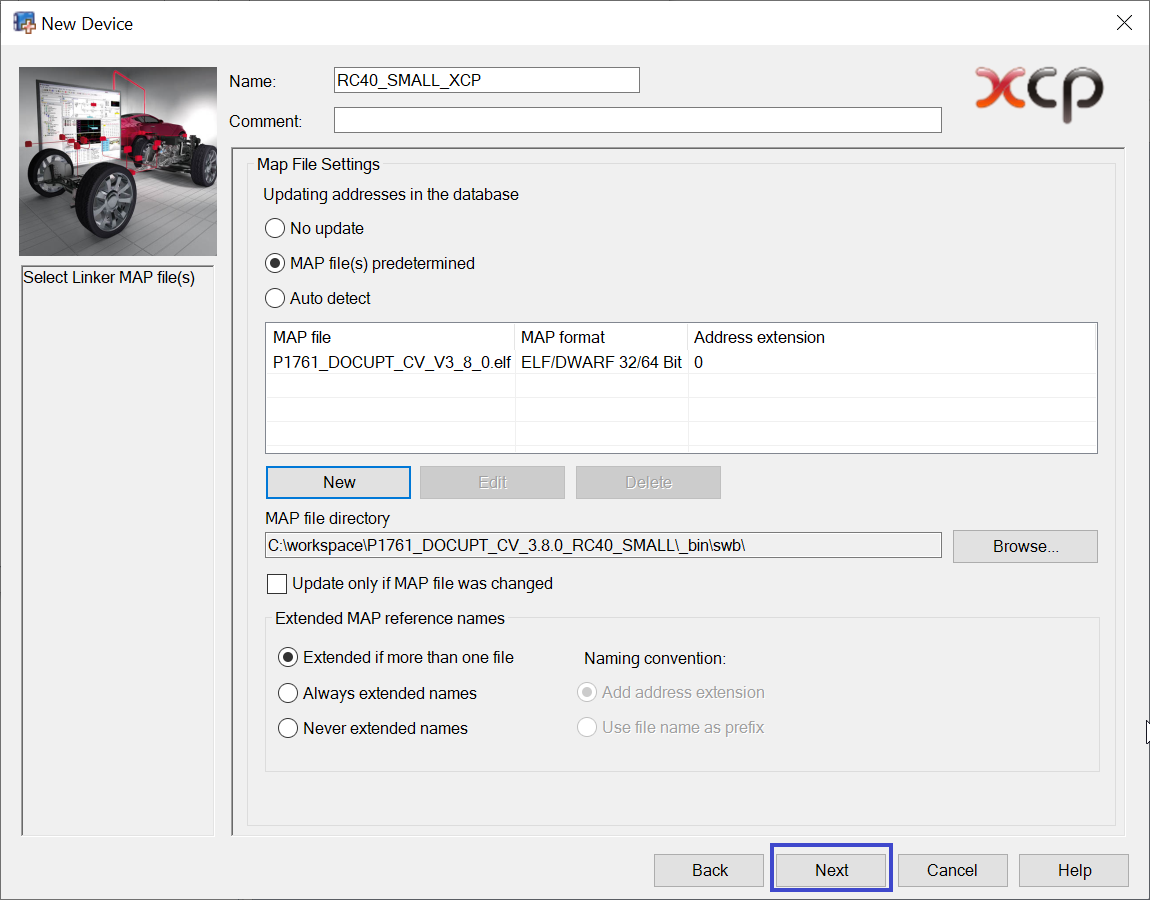 New Device
Name:
RC40_SMALL_XCP
Comment:
xcp
Select Linker MAP file(s)
Map File Settings
Updating addresses in the database
No update
MAP file(s) predetermined
Auto detect
MAP file MAP format Address extension
P1761_DOCUPT_CV_V3_8_0.elf ELF/DWARF 32/64 Bit 0
New Edit Delete
MAP file directory
C:\workspace\P1761_DOCUPT_CV_3.8.0_RC40_SMALL\_bin\swb\
Browse...
Update only if MAP file was changed
Extended MAP reference names
Extended if more than one file
Always extended names
Never extended names
Naming convention:
Add address extension
Use file name as prefix
Back Next Cancel Help